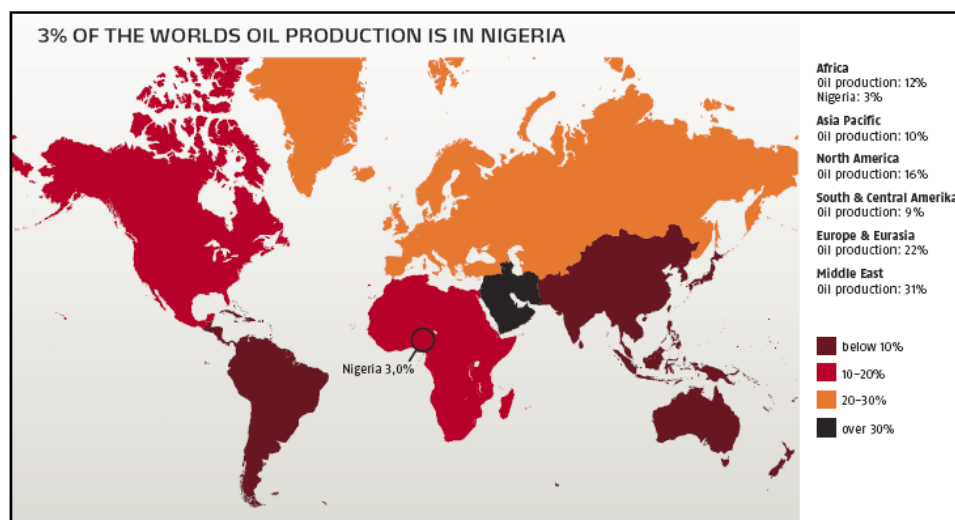 3% OF THE WORLDS OIL PRODUCTION IS IN NIGERIA
Africa
Oil production: 12%
Nigeria: 3%
Asia Pacific
Oil production: 10%
North America
Oil production: 16%
South & Central Amerika
Oil production: 9%
Europe & Eurasia
Oil production: 22%
Middle East
Oil production: 31%
Nigeria 3,0%
below 10%
10–20%
20–30%
over 30%